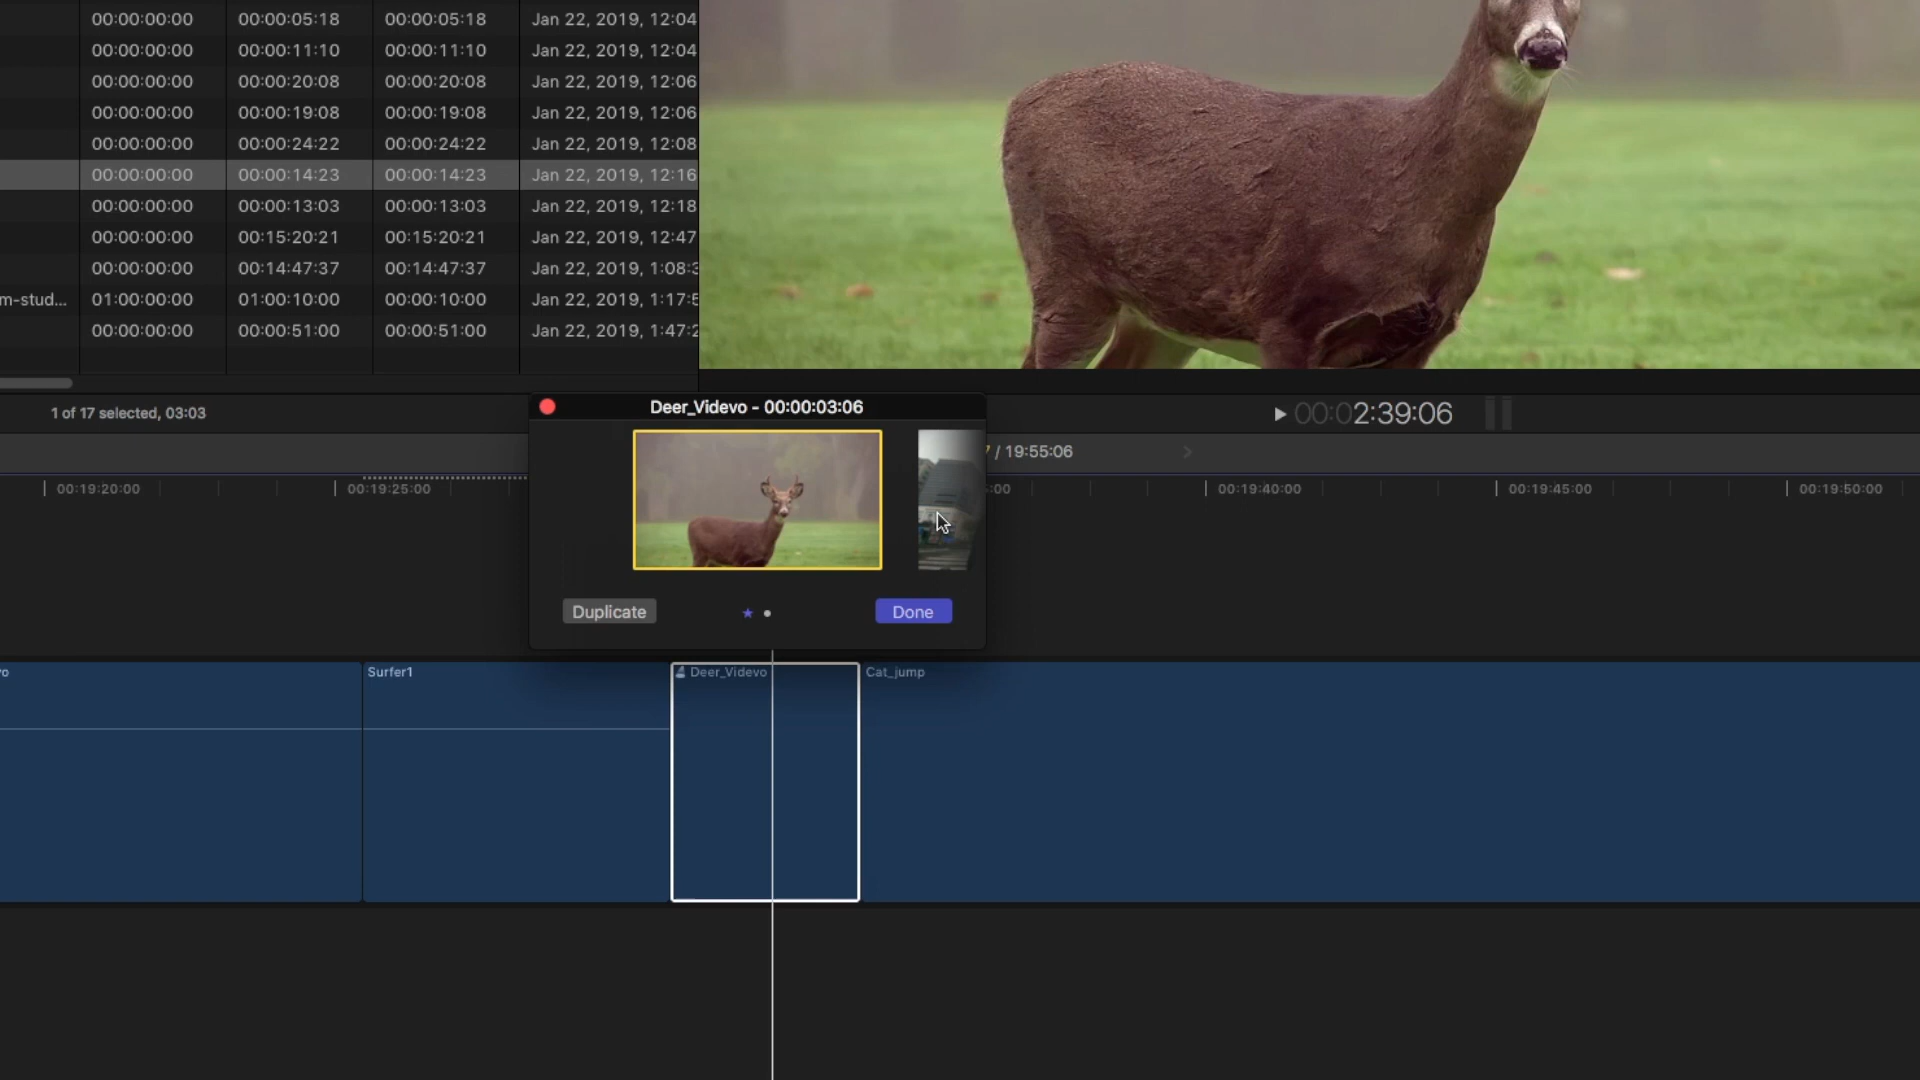 00:00:00:00 00:00:05:18 00:00:05:18 Jan 22, 2019, 12:04
00:00:00:00 00:00:11:10 00:00:11:10 Jan 22, 2019, 12:04
00:00:00:00 00:00:20:08 00:00:20:08 Jan 22, 2019, 12:06
00:00:00:00 00:00:19:08 00:00:19:08 Jan 22, 2019, 12:06
00:00:00:00 00:00:24:22 00:00:24:22 Jan 22, 2019, 12:08
00:00:00:00 00:00:14:23 00:00:14:23 Jan 22, 2019, 12:16
00:00:00:00 00:00:13:03 00:00:13:03 Jan 22, 2019, 12:18
00:00:00:00 00:15:20:21 00:15:20:21 Jan 22, 2019, 12:47
00:00:00:00 00:14:47:37 00:14:47:37 Jan 22, 2019, 1:08:3
m-stud... 01:00:00:00 01:00:10:00 00:00:10:00 Jan 22, 2019, 1:17:5
00:00:00:00 00:00:51:00 00:00:51:00 Jan 22, 2019, 1:47:2
1 of 17 selected, 03:03
Deer_Videvo - 00:00:03:06
00:02:39:06
/ 19:55:06
00:19:20:00 00:19:25:00 :00 00:19:40:00 00:19:45:00 00:19:50:00
Duplicate
Done
o Surfer1 Deer_Videvo Cat_jump